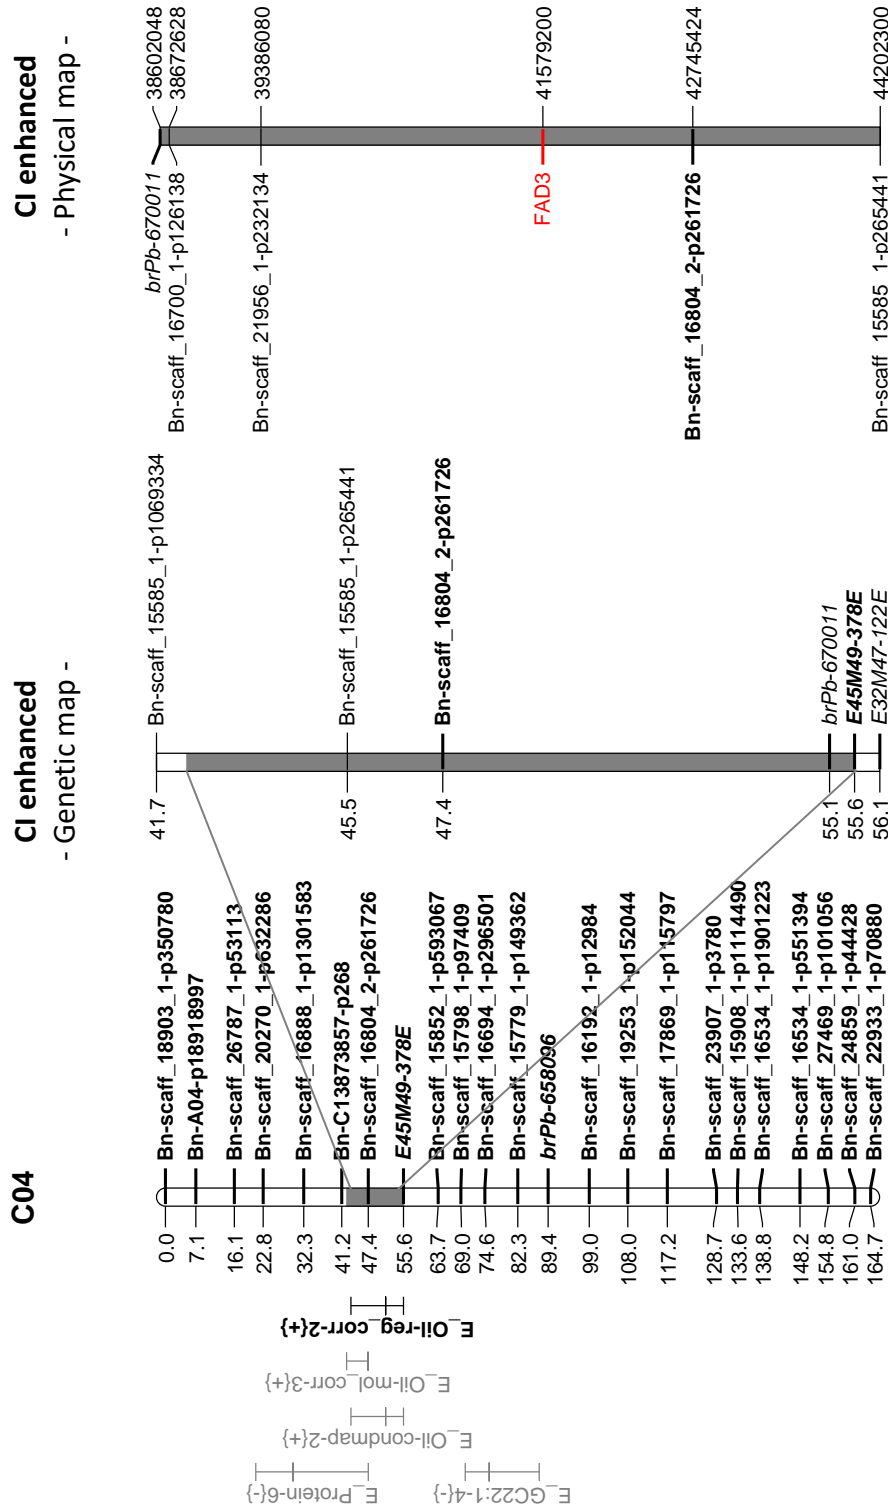 C04
0.0
7.1
16.1
22.8
32.3
41.2
47.4
55.6
63.7
69.0
74.6
82.3
89.4
99.0
108.0
117.2
128.7
133.6
138.8
148.2
154.8
161.0
164.7
Bn-scaff_18903_1-p350780
Bn-A04-p18918997
Bn-scaff_26787_1-p53113
Bn-scaff_20270_1-p632286
Bn-scaff_16888_1-p1301583
Bn-C13873857-p268
Bn-scaff_16804_2-p261726
E45M49-378E
Bn-scaff_15852_1-p593067
Bn-scaff_15798_1-p97409
Bn-scaff_16694_1-p296501
Bn-scaff_15779_1-p149362
brPb-658096
Bn-scaff_16192_1-p12984
Bn-scaff_19253_1-p152044
Bn-scaff_17869_1-p115797
Bn-scaff_23907_1-p3780
Bn-scaff_15908_1-p1114490
Bn-scaff_16534_1-p1901223
Bn-scaff_16534_1-p551394
Bn-scaff_27469_1-p101056
Bn-scaff_24859_1-p44428
Bn-scaff_22933_1-p70880
E_Oil-reg_corr-2{+}
E_Oil-mol_corr-3{+}
E_Oil-condmap-2{+}
E_Protein-6{-}
E_GC22:1-4{-}
CI enhanced
- Genetic map -
41.7
45.5
47.4
55.1
55.6
56.1
Bn-scaff_15585_1-p1069334
Bn-scaff_15585_1-p265441
Bn-scaff_16804_2-p261726
brPb-670011
E45M49-378E
E32M47-122E
CI enhanced
- Physical map -
brPb-670011
Bn-scaff_16700_1-p126138
Bn-scaff_21956_1-p232134
FAD3
Bn-scaff_16804_2-p261726
Bn-scaff_15585_1-p265441
38602048
38672628
39386080
41579200
42745424
44202300